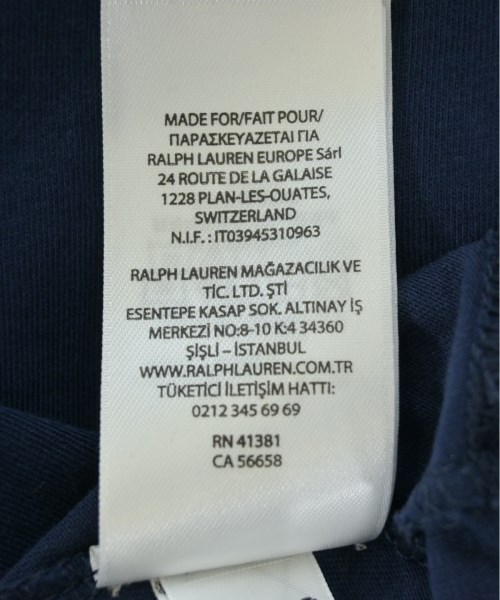 MADE FOR/FAIT POUR/
ΠΑΡΑΣΚΕΥΑΖΕΤΑΙ ΓΙΑ
RALPH LAUREN EUROPE Sárl
24 ROUTE DE LA GALAISE
1228 PLAN-LES-OUATES,
SWITZERLAND
N.I.F. : IT03945310963
RALPH LAUREN MAĞAZACILIK VE
TİC. LTD. ŞTİ
ESENTEPE KASAP SOK. ALTINAY İŞ
MERKEZİ NO:8-10 K:4 34360
ŞİŞLİ – İSTANBUL
WWW.RALPHLAUREN.COM.TR
TÜKETİCİ İLETİŞİM HATTI:
0212 345 69 69
RN 41381
CA 56658